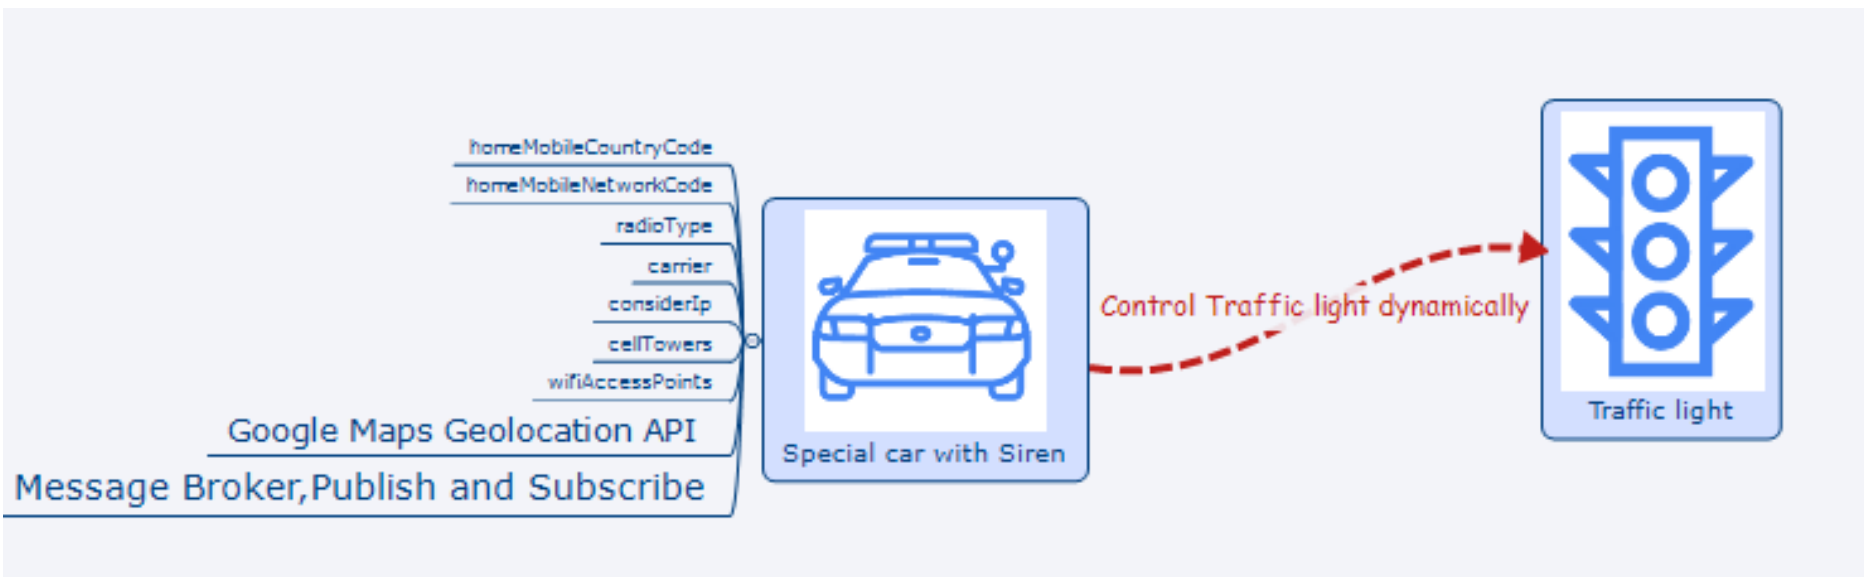 homeMobileCountryCode
homeMobileNetworkCode
radioType
carrier
considerIp
cellTowers
wifiAccessPoints
Google Maps Geolocation API
Message Broker,Publish and Subscribe
Special car with Siren
Control Traffic light dynamically
Traffic light